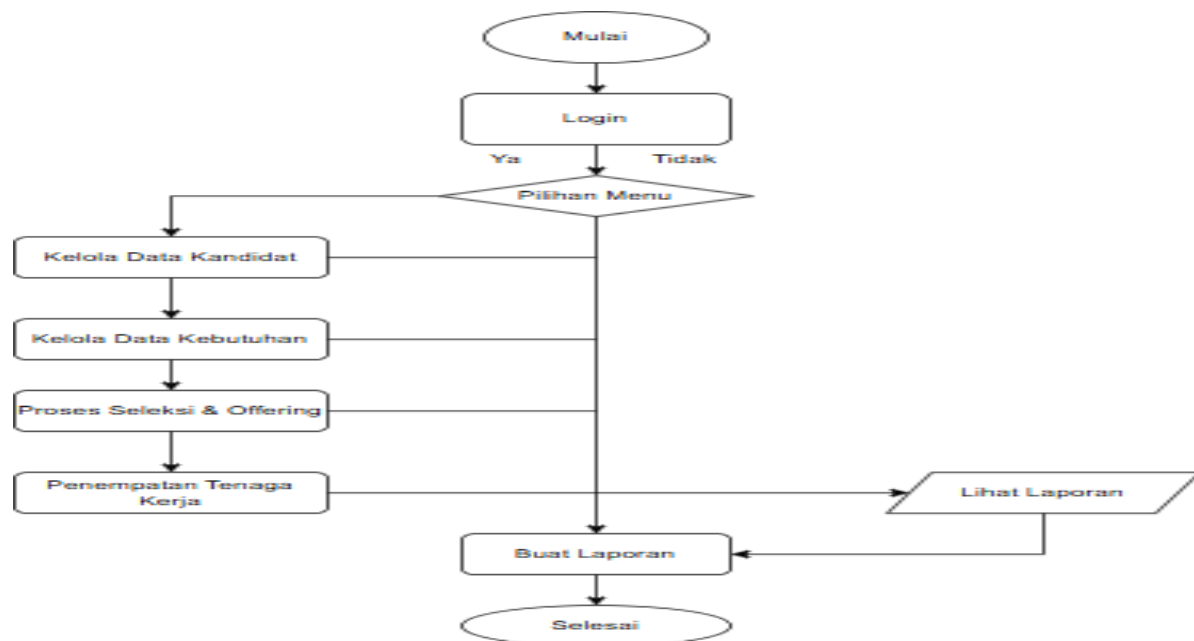 Mulai
Login
Ya
Tidak
Pilihan Menu
Kelola Data Kandidat
Kelola Data Kebutuhan
Proses Seleksi & Offering
Penempatan Tenaga
Kerja
Lihat Laporan
Buat Laporan
Selesai